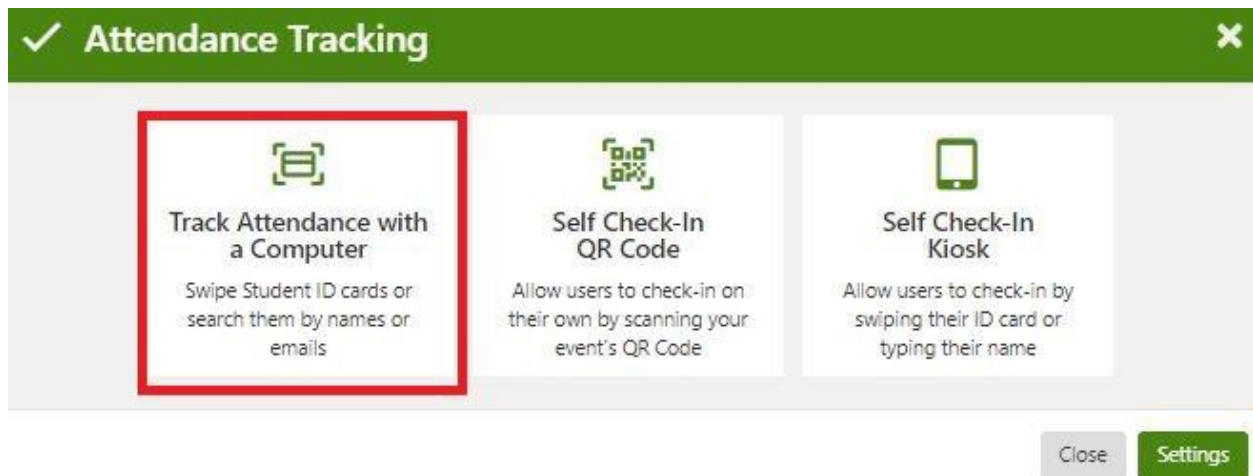 Attendance Tracking
Track Attendance with
a Computer
Swipe Student ID cards or
search them by names or
emails
Self Check-In
QR Code
Allow users to check-in on
their own by scanning your
event's QR Code
Self Check-In
Kiosk
Allow users to check-in by
swiping their ID card or
typing their name
Close
Settings